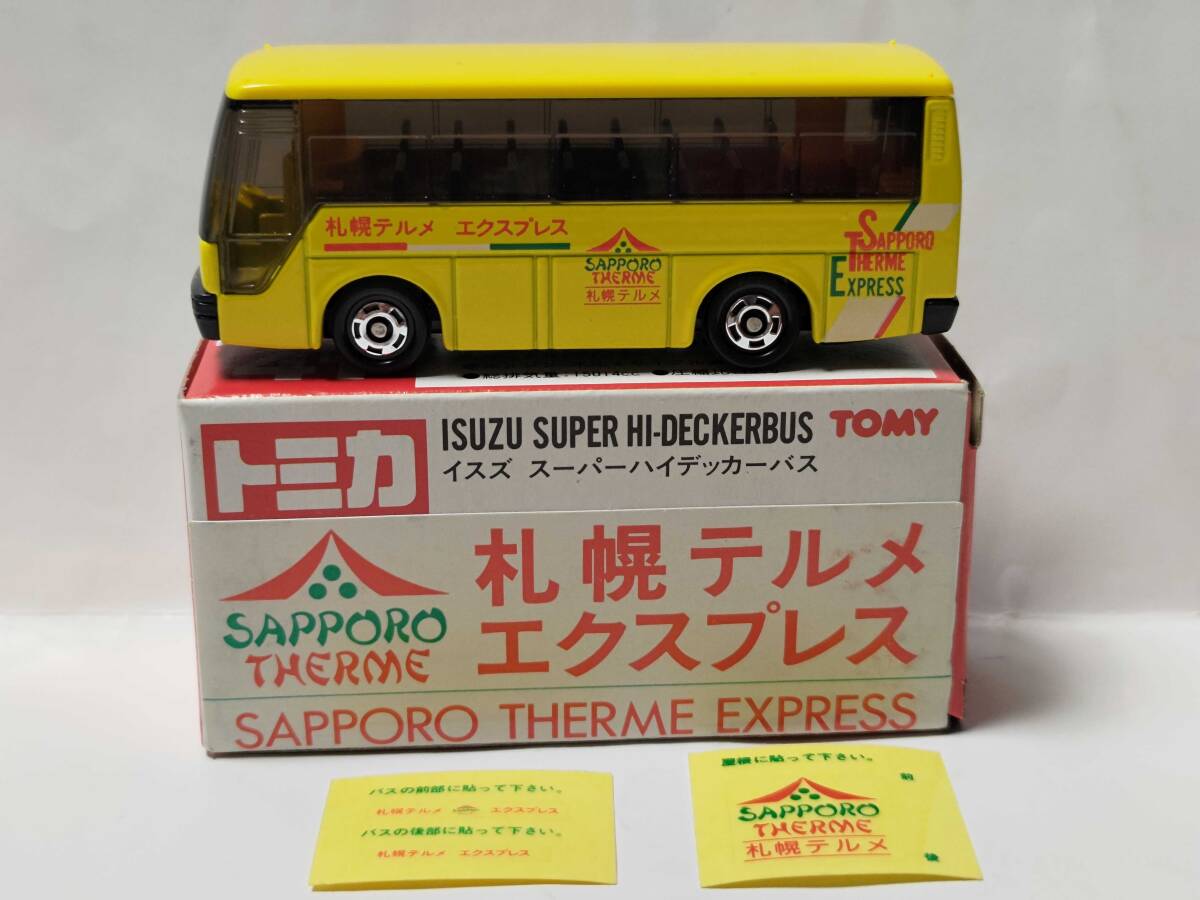 札幌テルメ エクスプレス
SAPPORO
THERME
札幌テルメ
SAPPORO
THERME
EXPRESS
トミカ
ISUZU SUPER HI-DECKERBUS
イスズ スーパーハイデッカーバス
TOMY
SAPPORO
THERME
札幌テルメ
エクスプレス
SAPPORO THERME EXPRESS
バスの前部に貼って下さい。
札幌テルメ エクスプレス
バスの後部に貼って下さい。
札幌テルメ エクスプレス
屋根に貼って下さい。
前
SAPPORO
THERME
札幌テルメ
後